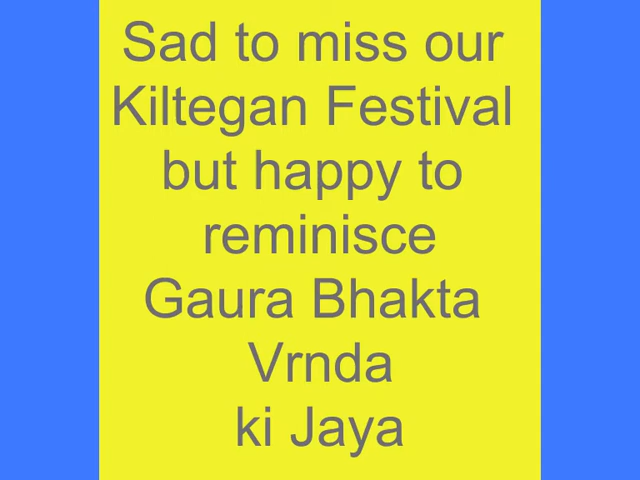 Sad to miss our
Kiltegan Festival
but happy to
reminisce
Gaura Bhakta
Vrnda
ki Jaya